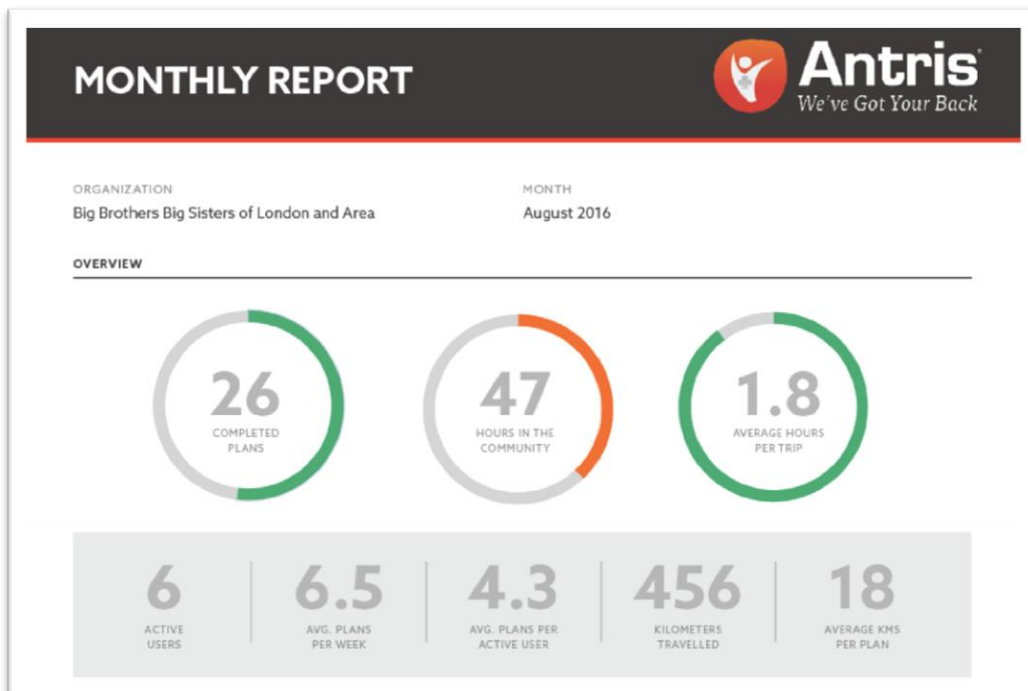 MONTHLY REPORT
Antris
We've Got Your Back
ORGANIZATION
Big Brothers Big Sisters of London and Area
MONTH
August 2016
OVERVIEW
26
COMPLETED
PLANS
47
HOURS IN THE
COMMUNITY
1.8
AVERAGE HOURS
PER TRIP
6
ACTIVE
USERS
6.5
AVG. PLANS
PER WEEK
4.3
AVG. PLANS PER
ACTIVE USER
456
KILOMETERS
TRAVELLED
18
AVERAGE KMS
PER PLAN